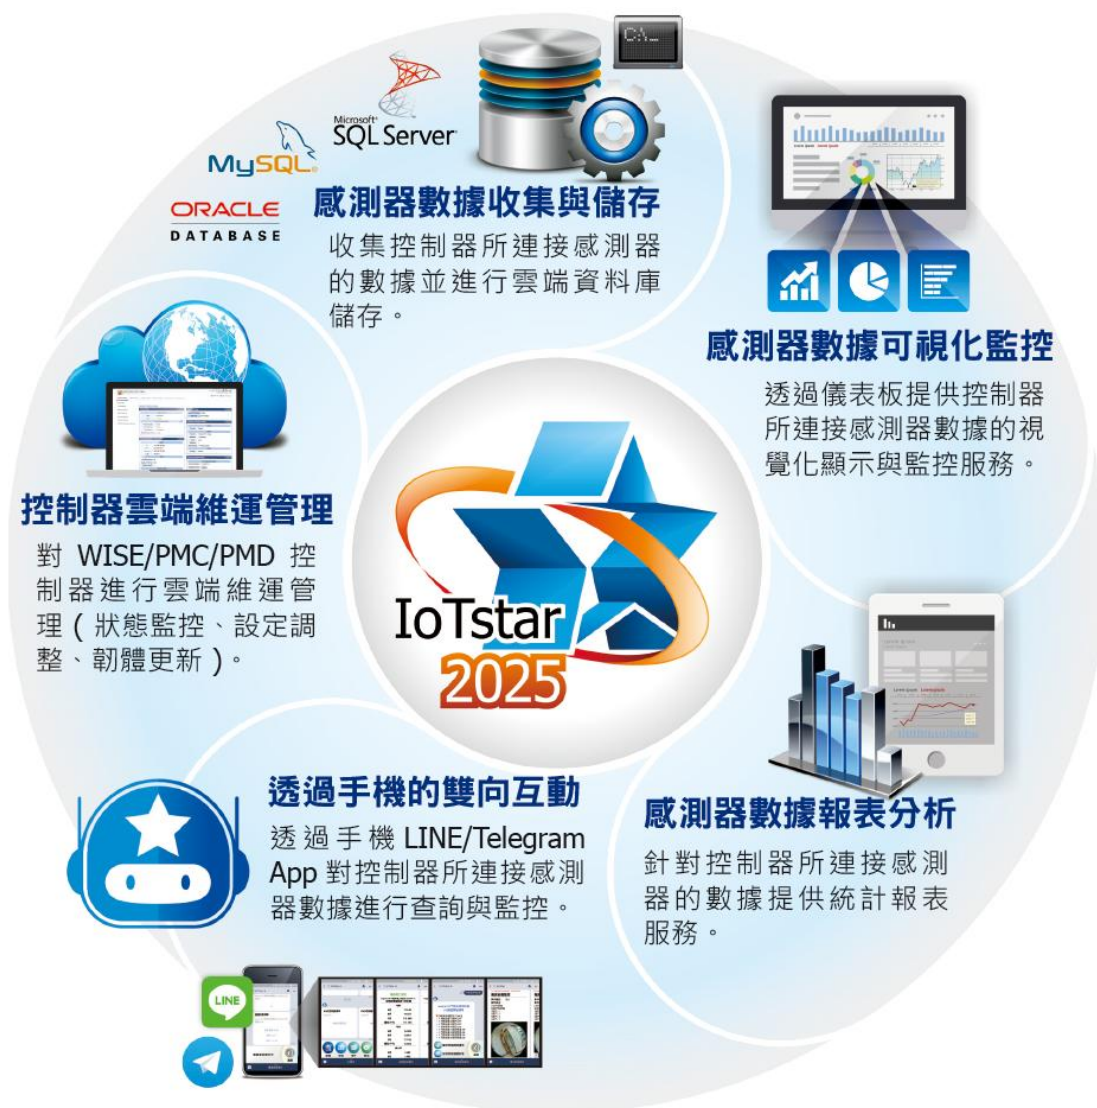 C:\_
Microsoft®
SQL Server®
MySQL®
ORACLE
DATABASE
感測器數據收集與儲存
收集控制器所連接感測器
的數據並進行雲端資料庫
儲存。
感測器數據可視化監控
透過儀表板提供控制器
所連接感測器數據的視
覺化顯示與監控服務。
控制器雲端維運管理
對 WISE/PMC/PMD 控
制器進行雲端維運管
理 ( 狀態監控、設定調
整、韌體更新 )。
IoTstar
2025
透過手機的雙向互動
透過手機 LINE/Telegram
App 對控制器所連接感測
器數據進行查詢與監控。
感測器數據報表分析
針對控制器所連接感測
器的數據提供統計報表
服務。
LINE